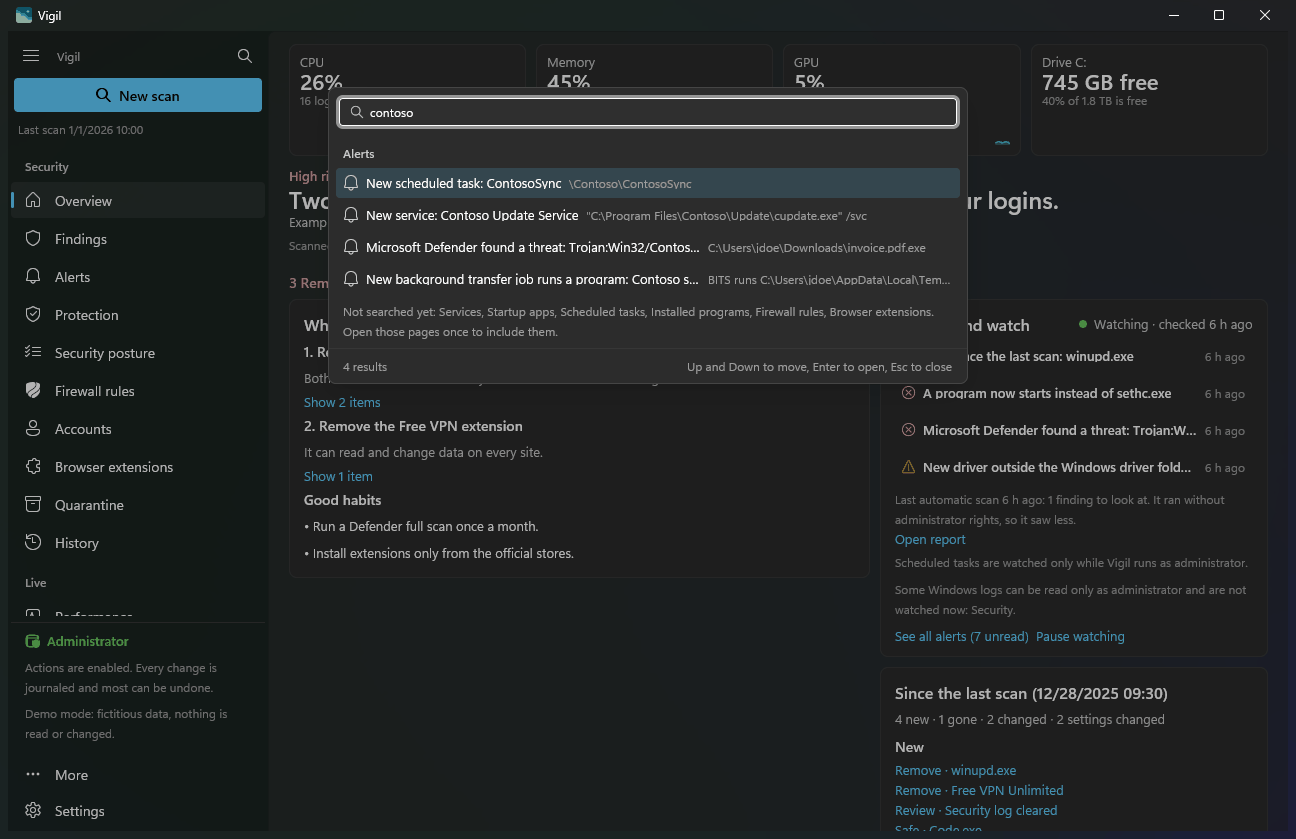 Vigil
Vigil
New scan
Last scan 1/1/2026 10:00
Security
Overview
Findings
Alerts
Protection
Security posture
Firewall rules
Accounts
Browser extensions
Quarantine
History
Live
Performance
Administrator
Actions are enabled. Every change is
journaled and most can be undone.
Demo mode: fictitious data, nothing is
read or changed.
More
Settings
CPU
26%
16 log
Memory
45%
GPU
5%
Drive C:
745 GB free
40% of 1.8 TB is free
contoso
Alerts
New scheduled task: ContosoSync \Contoso\ContosoSync
New service: Contoso Update Service "C:\Program Files\Contoso\Update\cupdate.exe" /svc
Microsoft Defender found a threat: Trojan:Win32/Contos... C:\Users\jdoe\Downloads\invoice.pdf.exe
New background transfer job runs a program: Contoso s... BITS runs C:\Users\jdoe\AppData\Local\Tem...
Not searched yet: Services, Startup apps, Scheduled tasks, Installed programs, Firewall rules, Browser extensions.
Open those pages once to include them.
4 results
Up and Down to move, Enter to open, Esc to close
High ri
Two
r logins.
Examp
Scanne
3 Rem
Wh
1. Re
Both
Show 2 items
2. Remove the Free VPN extension
It can read and change data on every site.
Show 1 item
Good habits
• Run a Defender full scan once a month.
• Install extensions only from the official stores.
nd watch
Watching · checked 6 h ago
ce the last scan: winupd.exe 6 h ago
A program now starts instead of sethc.exe 6 h ago
Microsoft Defender found a threat: Trojan:W... 6 h ago
New driver outside the Windows driver fold... 6 h ago
Last automatic scan 6 h ago: 1 finding to look at. It ran without
administrator rights, so it saw less.
Open report
Scheduled tasks are watched only while Vigil runs as administrator.
Some Windows logs can be read only as administrator and are not
watched now: Security.
See all alerts (7 unread) Pause watching
Since the last scan (12/28/2025 09:30)
4 new · 1 gone · 2 changed · 2 settings changed
New
Remove · winupd.exe
Remove · Free VPN Unlimited
Review · Security log cleared
Safe · Code.exe